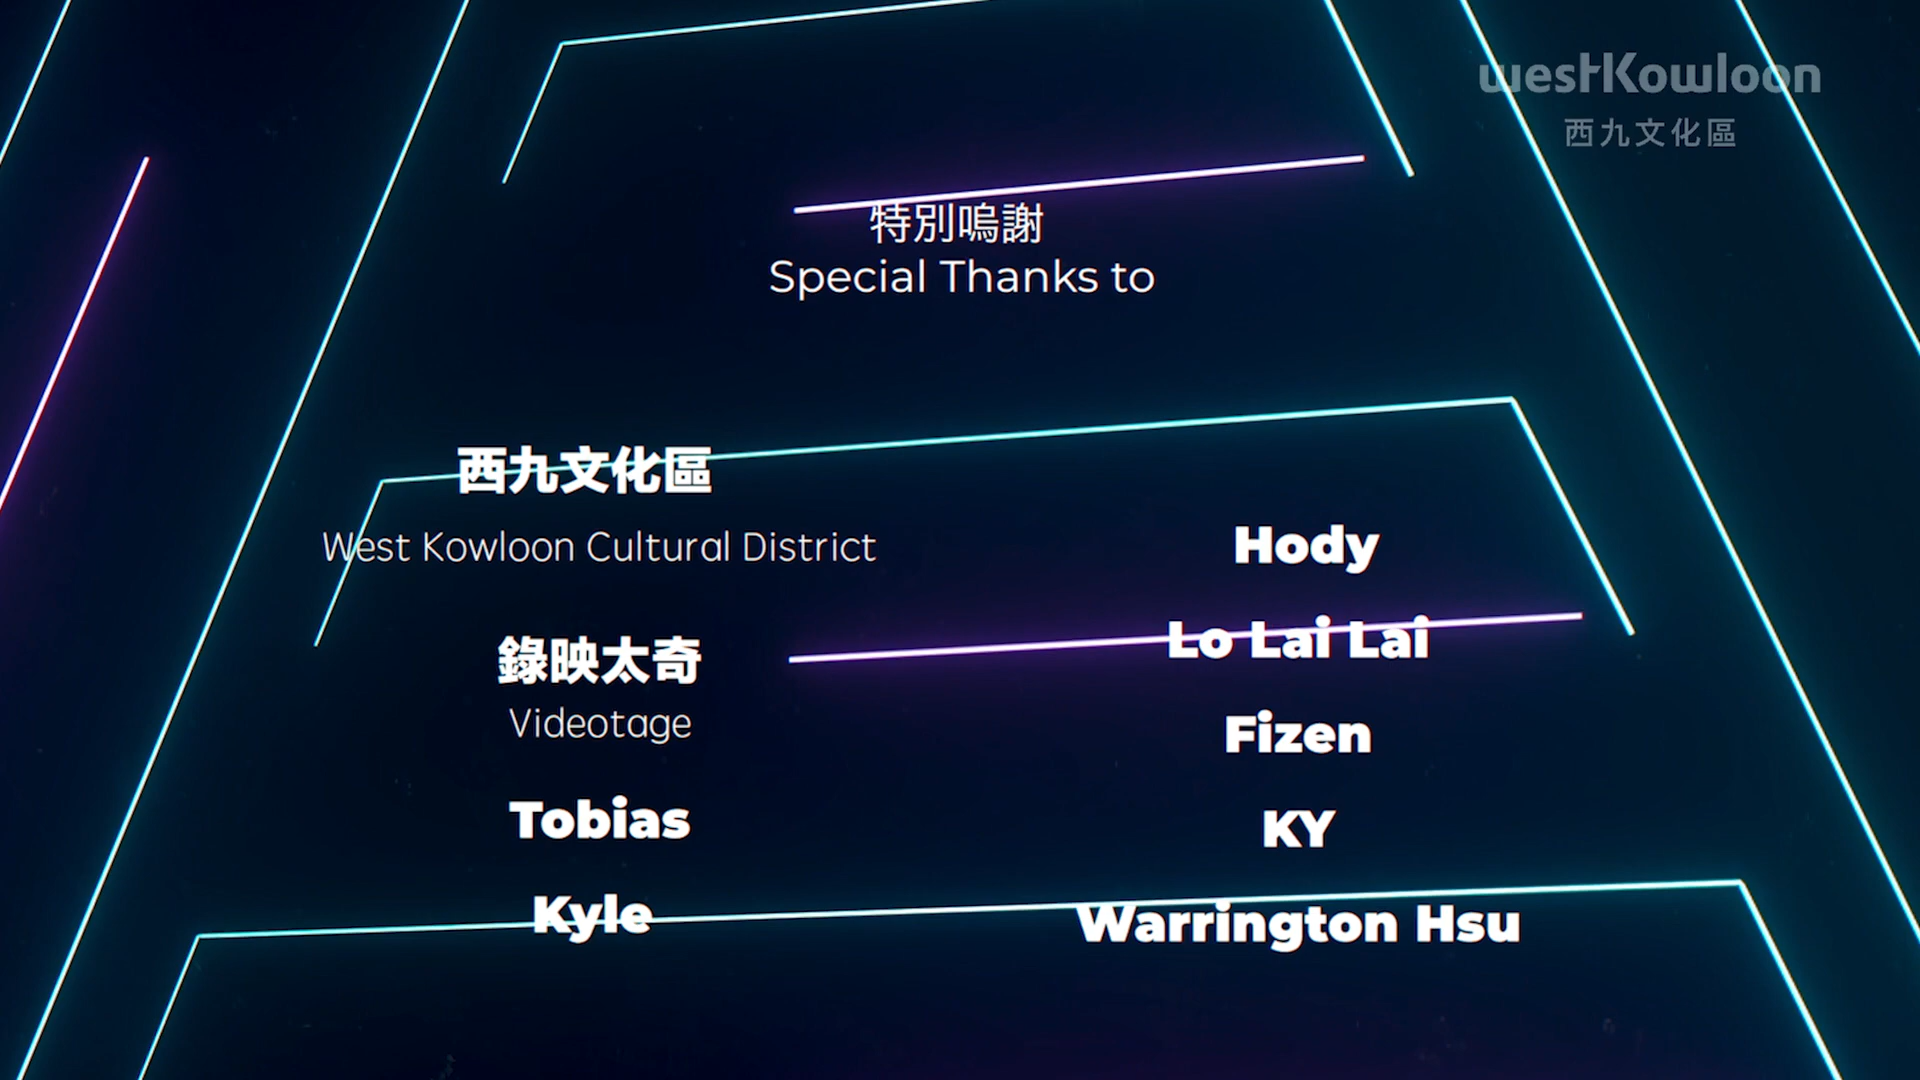 westKowloon
西九文化區
特別鳴謝
Special Thanks to
西九文化區
West Kowloon Cultural District
錄映太奇
Videotage
Tobias
Kyle
Hody
Lo Lai Lai
Fizen
KY
Warrington Hsu